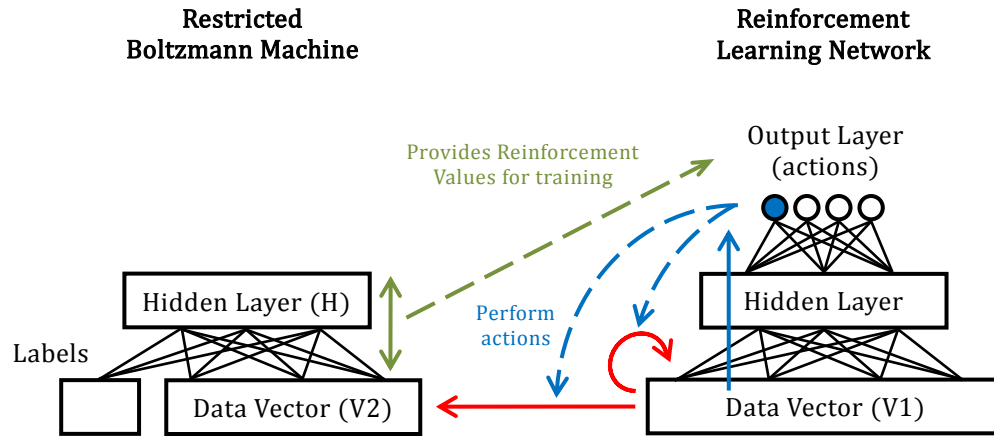 Restricted
Boltzmann Machine
Reinforcement
Learning Network
Output Layer
(actions)
Provides Reinforcement
Values for training
Hidden Layer (H)
Perform
actions
Hidden Layer
Labels
Data Vector (V2)
Data Vector (V1)